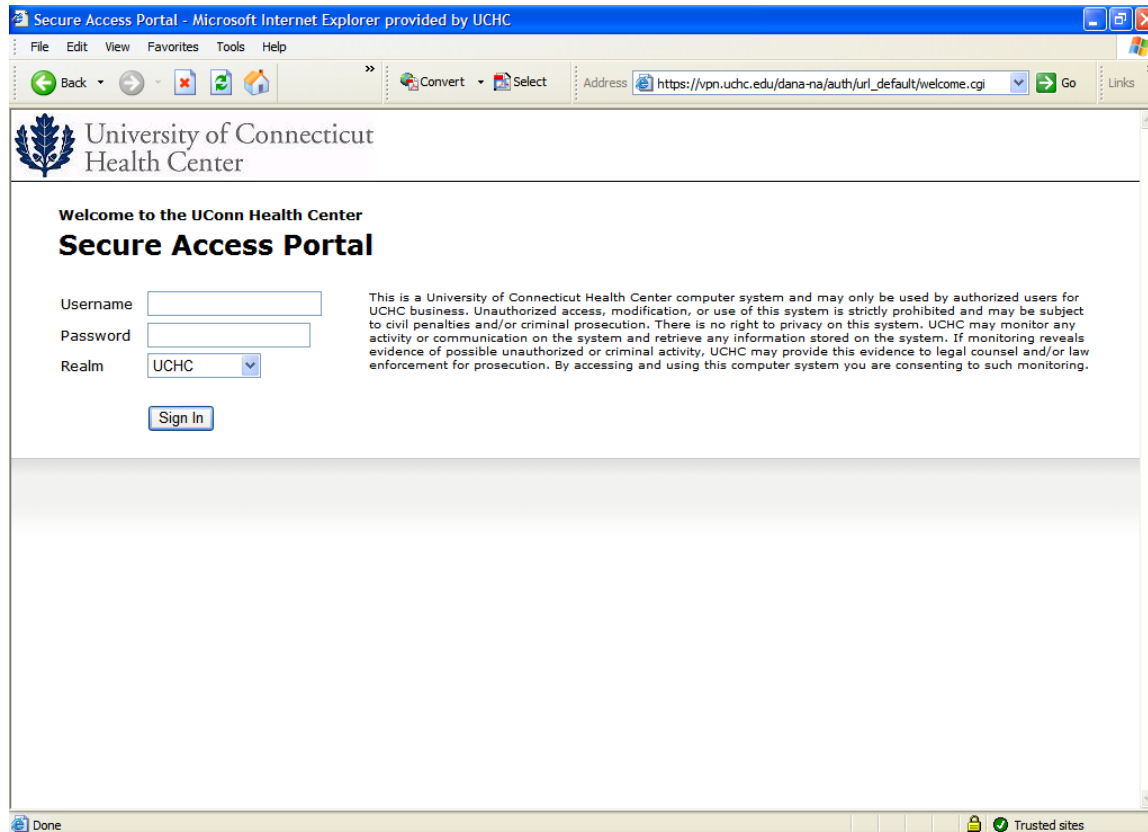 Secure Access Portal - Microsoft Internet Explorer provided by UCHC
File Edit View Favorites Tools Help
Back » Convert Select Address https://vpn.uchc.edu/dana-na/auth/url_default/welcome.cgi Go Links
University of Connecticut
Health Center
Welcome to the UConn Health Center
Secure Access Portal
Username
Password
Realm UCHC
Sign In
This is a University of Connecticut Health Center computer system and may only be used by authorized users for
UCHC business. Unauthorized access, modification, or use of this system is strictly prohibited and may be subject
to civil penalties and/or criminal prosecution. There is no right to privacy on this system. UCHC may monitor any
activity or communication on the system and retrieve any information stored on the system. If monitoring reveals
evidence of possible unauthorized or criminal activity, UCHC may provide this evidence to legal counsel and/or law
enforcement for prosecution. By accessing and using this computer system you are consenting to such monitoring.
Done Trusted sites